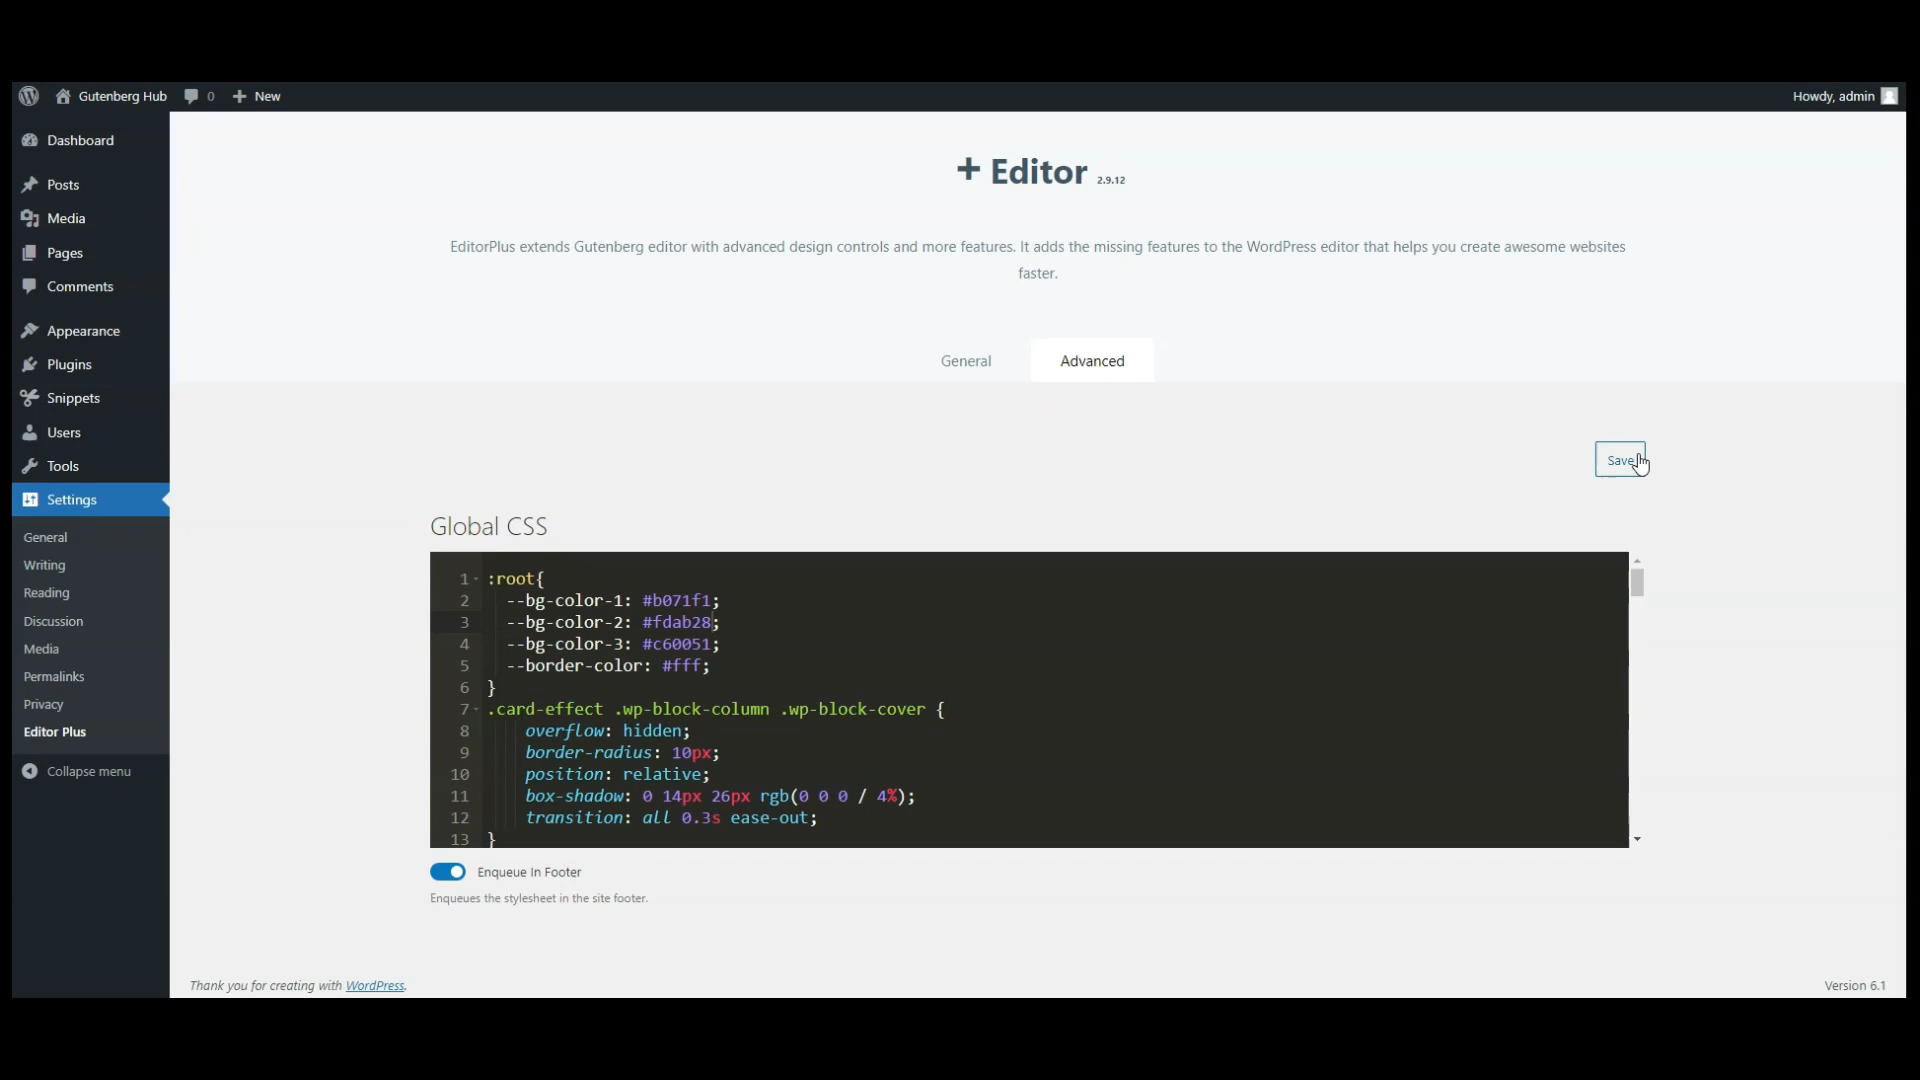 Gutenberg Hub 0 New Howdy, admin
Dashboard
Posts
Media
Pages
Comments
Appearance
Plugins
Snippets
Users
Tools
Settings
General
Writing
Reading
Discussion
Media
Permalinks
Privacy
Editor Plus
Collapse menu
+ Editor 2.9.12
EditorPlus extends Gutenberg editor with advanced design controls and more features. It adds the missing features to the WordPress editor that helps you create awesome websites
faster.
General Advanced
Save
Global CSS
1 :root{
2 --bg-color-1: #b071f1;
3 --bg-color-2: #fdab28;
4 --bg-color-3: #c60051;
5 --border-color: #fff;
6 }
7 .card-effect .wp-block-column .wp-block-cover {
8 overflow: hidden;
9 border-radius: 10px;
10 position: relative;
11 box-shadow: 0 14px 26px rgb(0 0 0 / 4%);
12 transition: all 0.3s ease-out;
13 }
Enqueue In Footer
Enqueues the stylesheet in the site footer.
Thank you for creating with WordPress. Version 6.1